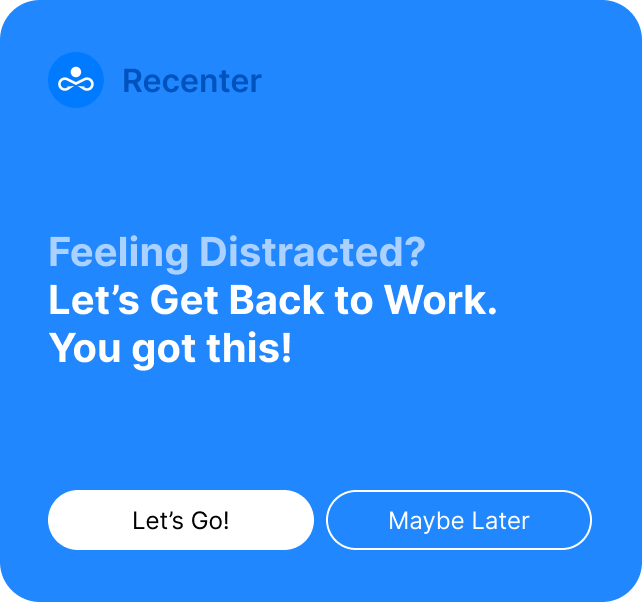 Recenter
Feeling Distracted?
Let’s Get Back to Work.
You got this!
Let’s Go!
Maybe Later